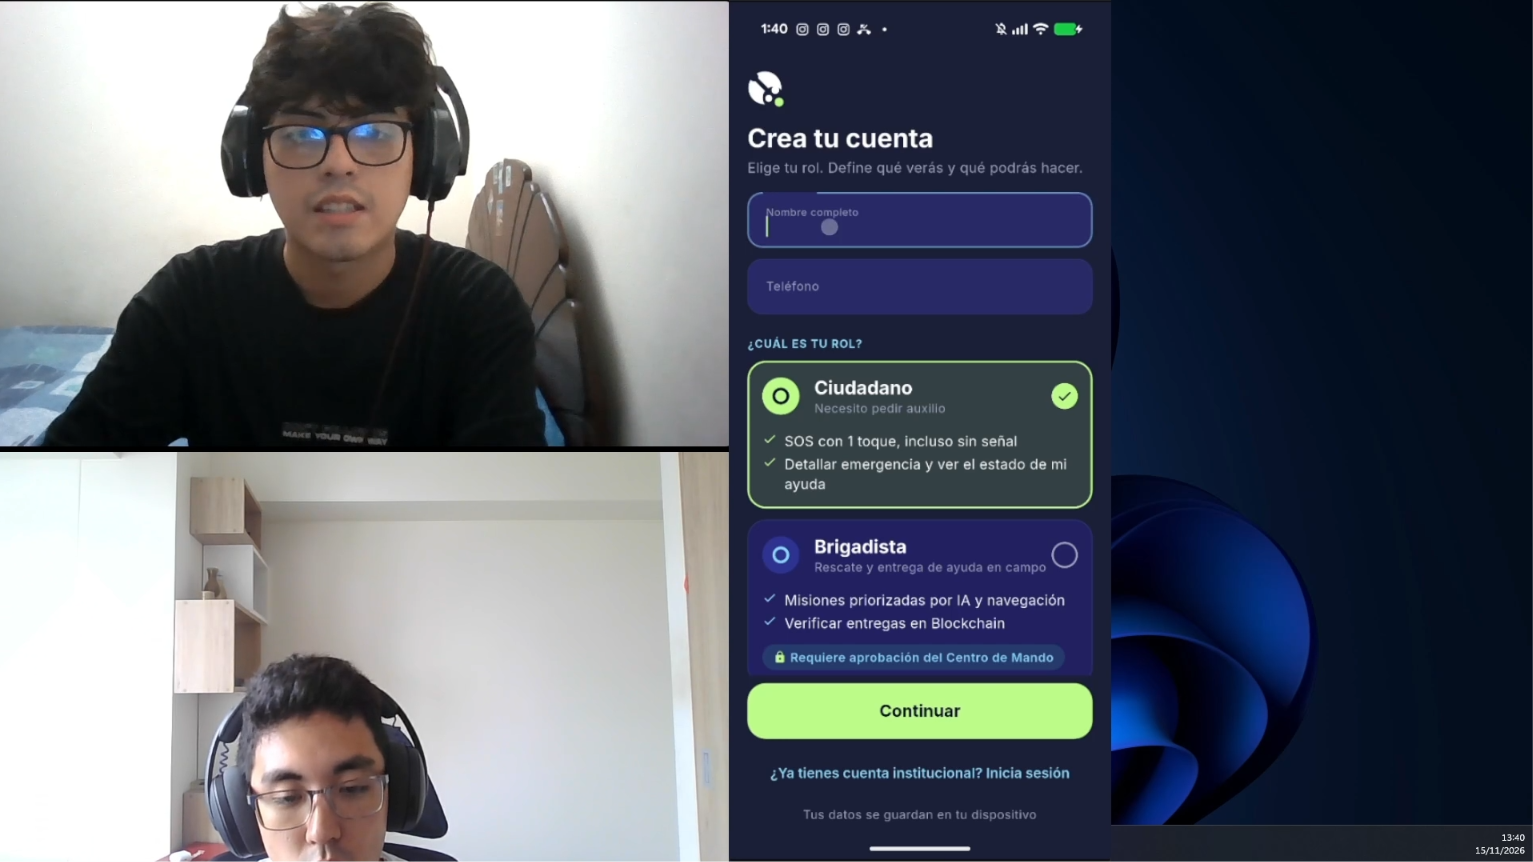 MAKE YOUR OWN WAY
1:40
Crea tu cuenta
Elige tu rol. Define qué verás y qué podrás hacer.
Nombre completo
Teléfono
¿CUÁL ES TU ROL?
Ciudadano
Necesito pedir auxilio
SOS con 1 toque, incluso sin señal
Detallar emergencia y ver el estado de mi
ayuda
Brigadista
Rescate y entrega de ayuda en campo
Misiones priorizadas por IA y navegación
Verificar entregas en Blockchain
Requiere aprobación del Centro de Mando
Continuar
¿Ya tienes cuenta institucional? Inicia sesión
Tus datos se guardan en tu dispositivo
13:40
15/11/2026